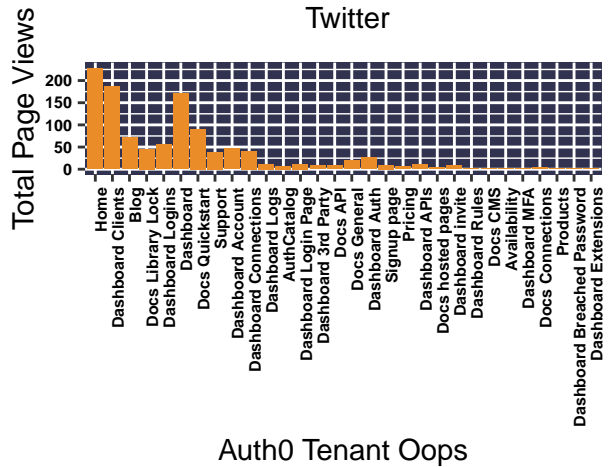 Twitter
Total Page Views
200
150
100
50
0
Home
Dashboard Clients
Blog
Docs Library Lock
Dashboard Logins
Dashboard
Docs Quickstart
Support
Dashboard Account
Dashboard Connections
Dashboard Logs
AuthCatalog
Dashboard Login Page
Dashboard 3rd Party
Docs API
Docs General
Dashboard Auth
Signup page
Pricing
Dashboard APIs
Docs hosted pages
Dashboard invite
Dashboard Rules
Docs CMS
Availability
Dashboard MFA
Docs Connections
Products
Dashboard Breached Password
Dashboard Extensions
Auth0 Tenant Oops